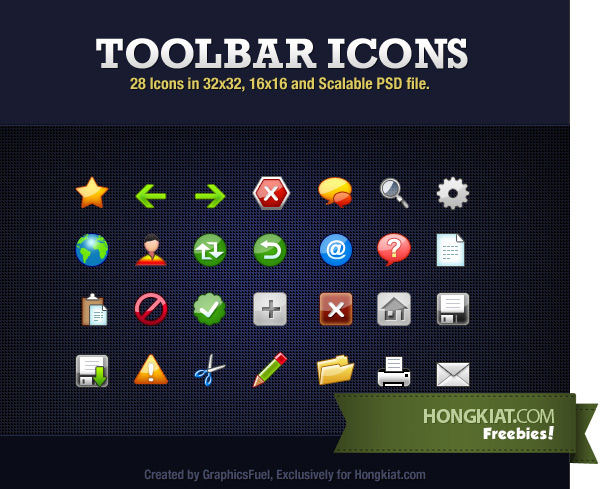 TOOLBAR ICONS
28 Icons in 32x32, 16x16 and Scalable PSD file.
@
?
HONGKIAT.COM
Freebies!
Created by GraphicsFuel, Exclusively for Hongkiat.com